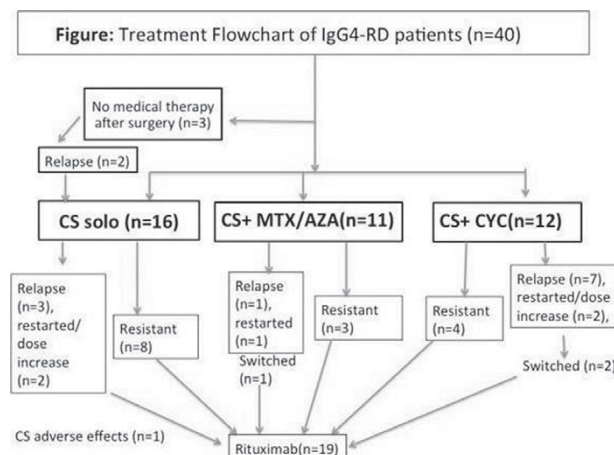 Figure: Treatment Flowchart of IgG4-RD patients (n=40)
No medical therapy
after surgery (n=3)
Relapse (n=2)
CS solo (n=16)
CS+ MTX/AZA(n=11)
CS+ CYC(n=12)
Relapse
(n=3),
restarted/
dose
increase
(n=2)
Resistant
(n=8)
Relapse
(n=1),
restarted
(n=1)
Switched
(n=1)
Resistant
(n=3)
Resistant
(n=4)
Relapse (n=7),
restarted/dose
increase (n=2),
Switched (n=2)
CS adverse effects (n=1)
Rituximab(n=19)